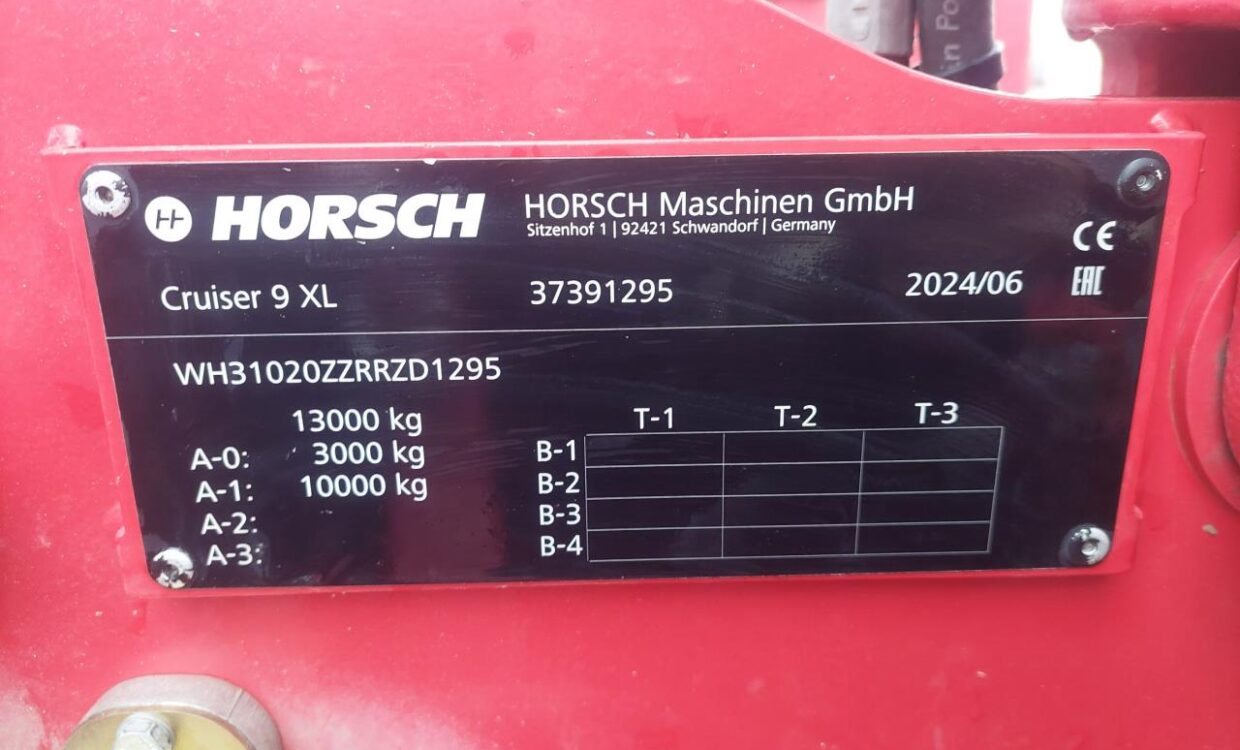 HORSCH
HORSCH Maschinen GmbH
Sitzenhof 1 | 92421 Schwandorf | Germany
CE
Cruiser 9 XL 37391295 2024/06
EAC
WH31020ZZRRZD1295
13000 kg
A-0: 3000 kg
A-1: 10000 kg
A-2:
A-3:
T-1 T-2 T-3
B-1
B-2
B-3
B-4